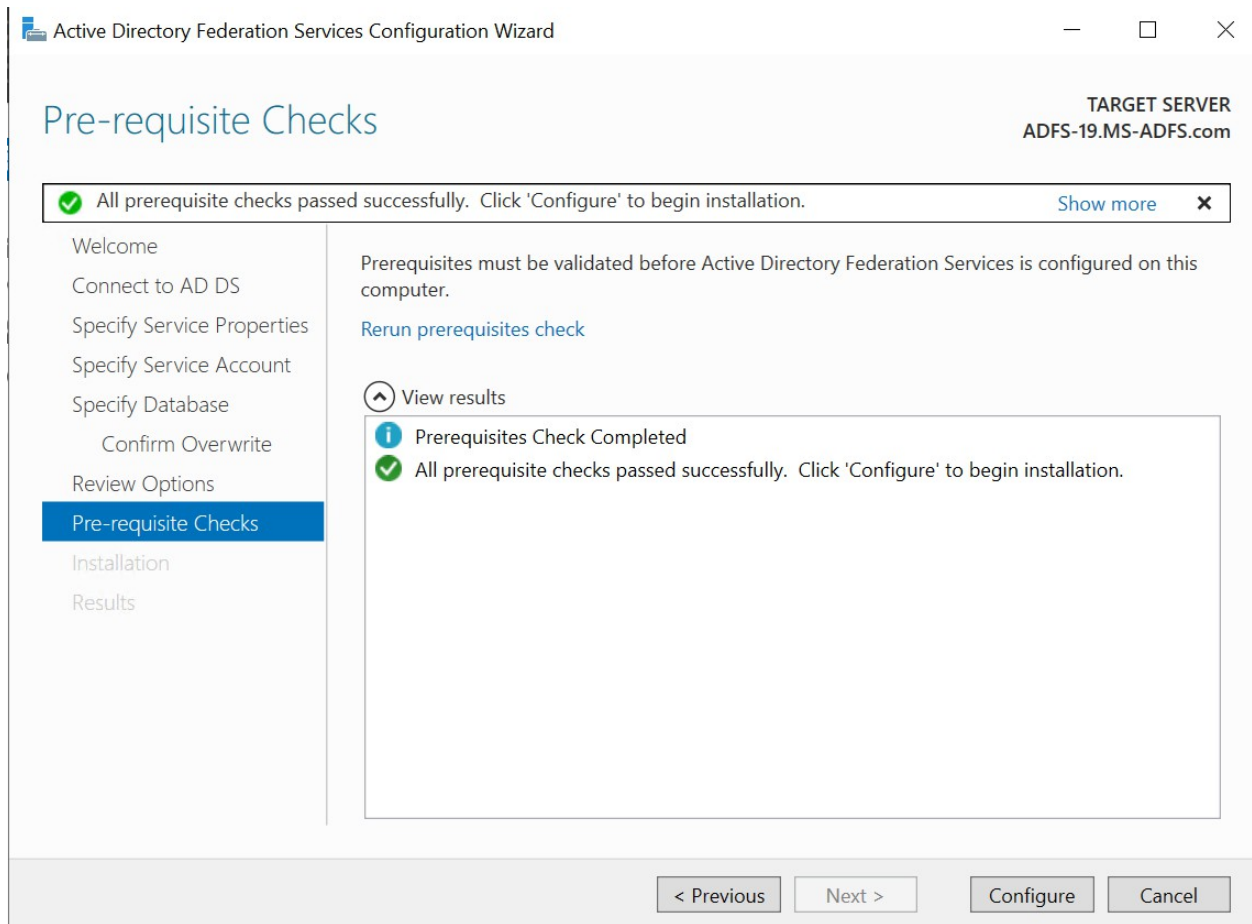 Active Directory Federation Services Configuration Wizard
Pre-requisite Checks
TARGET SERVER
ADFS-19.MS-ADFS.com
All prerequisite checks passed successfully.  Click 'Configure' to begin installation.
Show more
Welcome
Connect to AD DS
Specify Service Properties
Specify Service Account
Specify Database
Confirm Overwrite
Review Options
Pre-requisite Checks
Installation
Results
Prerequisites must be validated before Active Directory Federation Services is configured on this
computer.
Rerun prerequisites check
View results
Prerequisites Check Completed
All prerequisite checks passed successfully.  Click 'Configure' to begin installation.
< Previous
Next >
Configure
Cancel